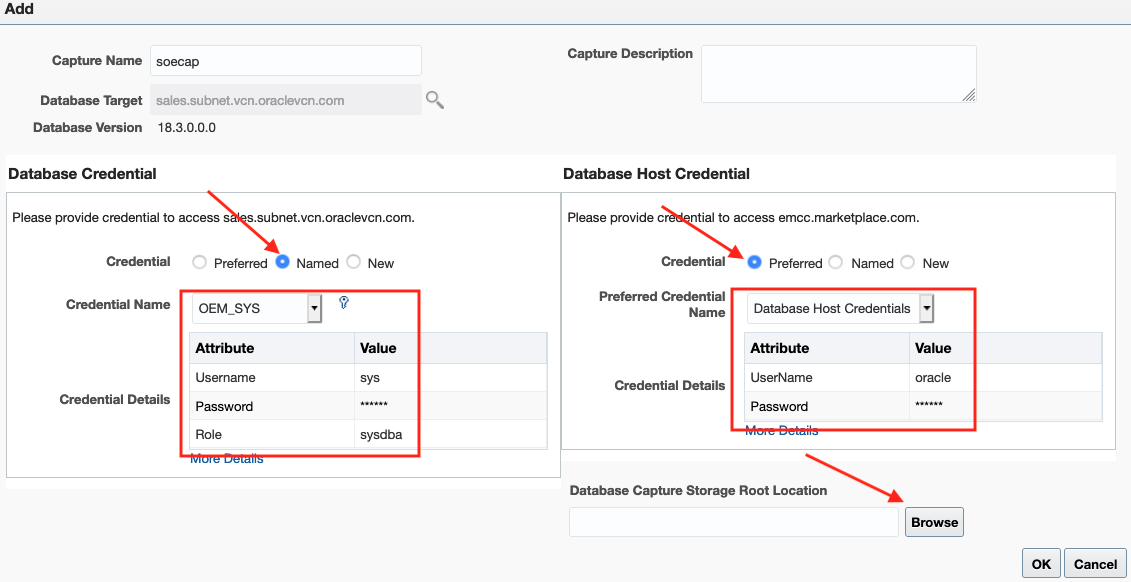 Add
Capture Name soecap
Capture Description
Database Target sales.subnet.vcn.oraclevcn.com
Database Version 18.3.0.0.0
Database Credential
Please provide credential to access sales.subnet.vcn.oraclevcn.com.
Credential Preferred Named New
Credential Name OEM_SYS
Attribute Value
Username sys
Credential Details
Password ******
Role sysdba
More Details
Database Host Credential
Please provide credential to access emcc.marketplace.com.
Credential Preferred Named New
Preferred Credential
Name
Database Host Credentials
Attribute Value
UserName oracle
Credential Details
Password ******
More Details
Database Capture Storage Root Location
Browse
OK Cancel